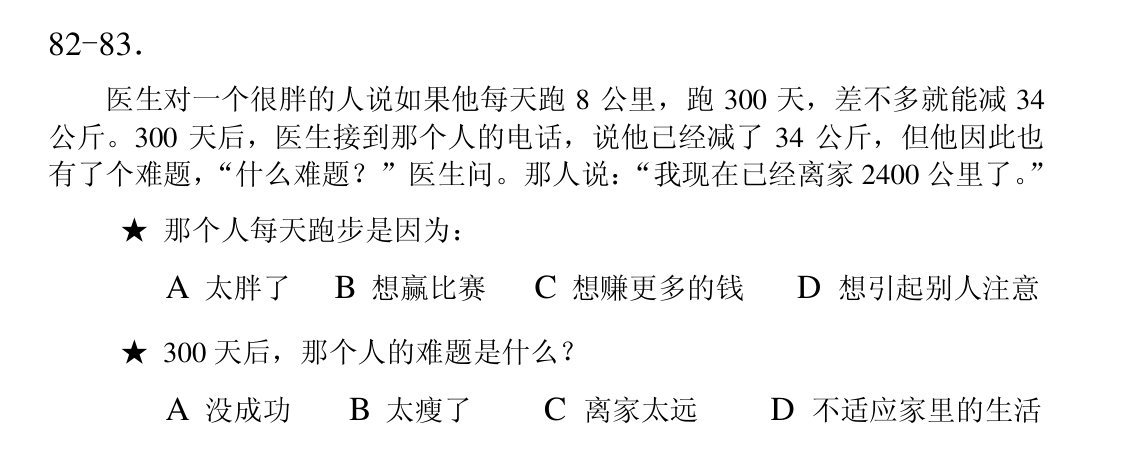 82-83.
医生对一个很胖的人说如果他每天跑 8 公里，跑 300 天，差不多就能减 34
公斤。300 天后，医生接到那个人的电话，说他已经减了 34 公斤，但他因此也
有了个难题，“什么难题？”医生问。那人说：“我现在已经离家 2400 公里了。”
★ 那个人每天跑步是因为：
A 太胖了 B 想赢比赛 C 想赚更多的钱 D 想引起别人注意
★ 300 天后，那个人的难题是什么？
A 没成功 B 太瘦了 C 离家太远 D 不适应家里的生活